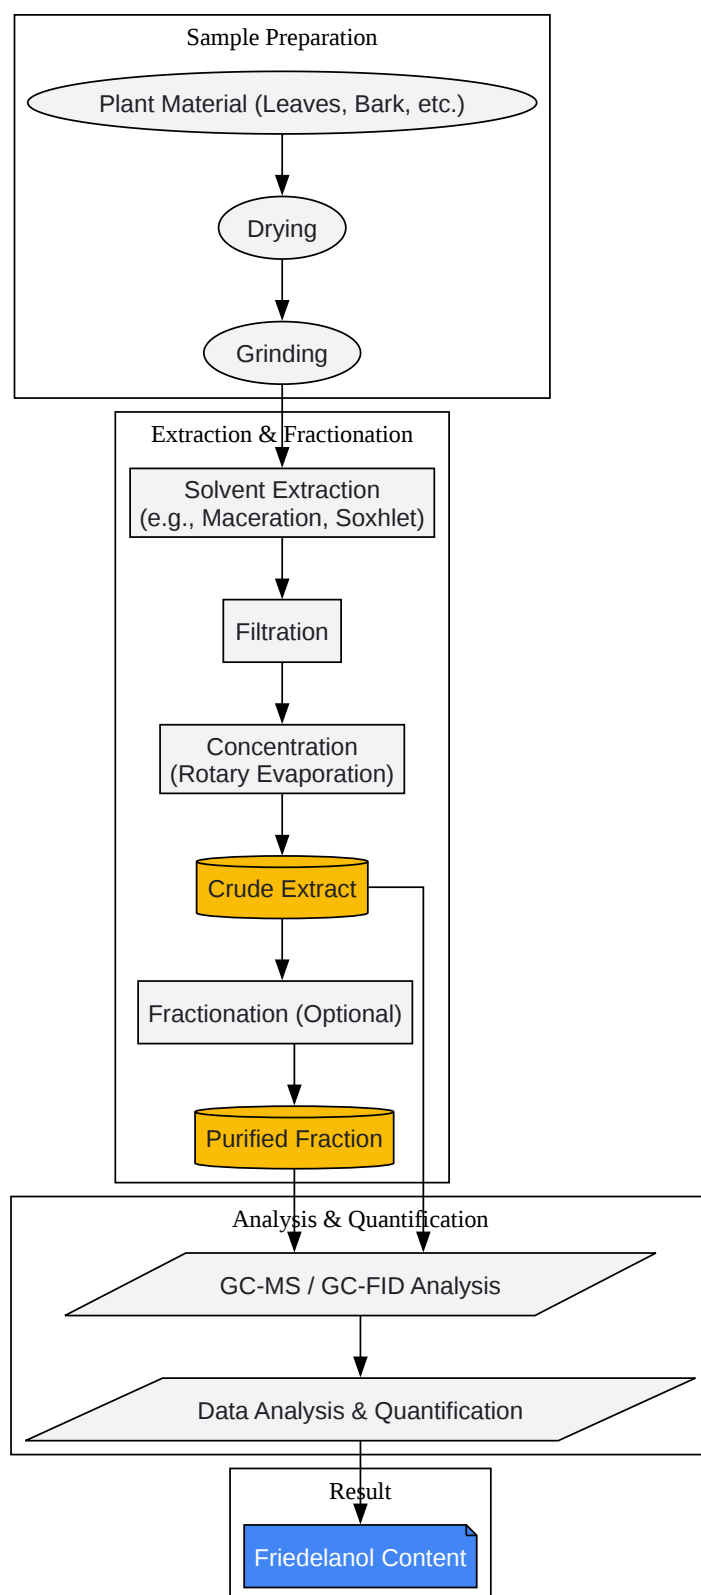 Sample Preparation
Plant Material (Leaves, Bark, etc.)
Drying
Grinding
Extraction & Fractionation
Solvent Extraction
(e.g., Maceration, Soxhlet)
Filtration
Concentration
(Rotary Evaporation)
Crude Extract
Fractionation (Optional)
Purified Fraction
Analysis & Quantification
GC-MS / GC-FID Analysis
Data Analysis & Quantification
Result
Friedelanol Content